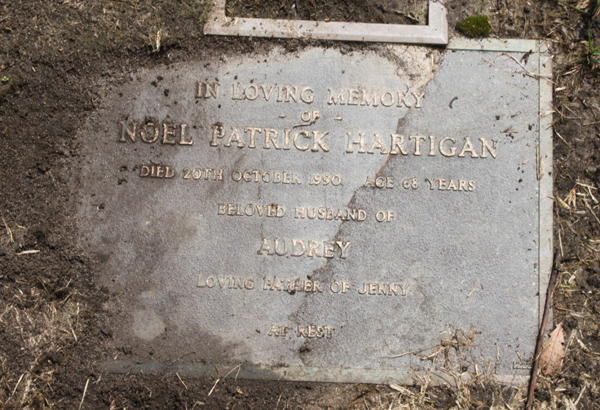 IN LOVING MEMORY
- OF -
NOEL PATRICK HARTIGAN
DIED 20TH OCTOBER 1990 AGE 68 YEARS
BELOVED HUSBAND OF
AUDREY
LOVING FATHER OF JENNY
AT REST